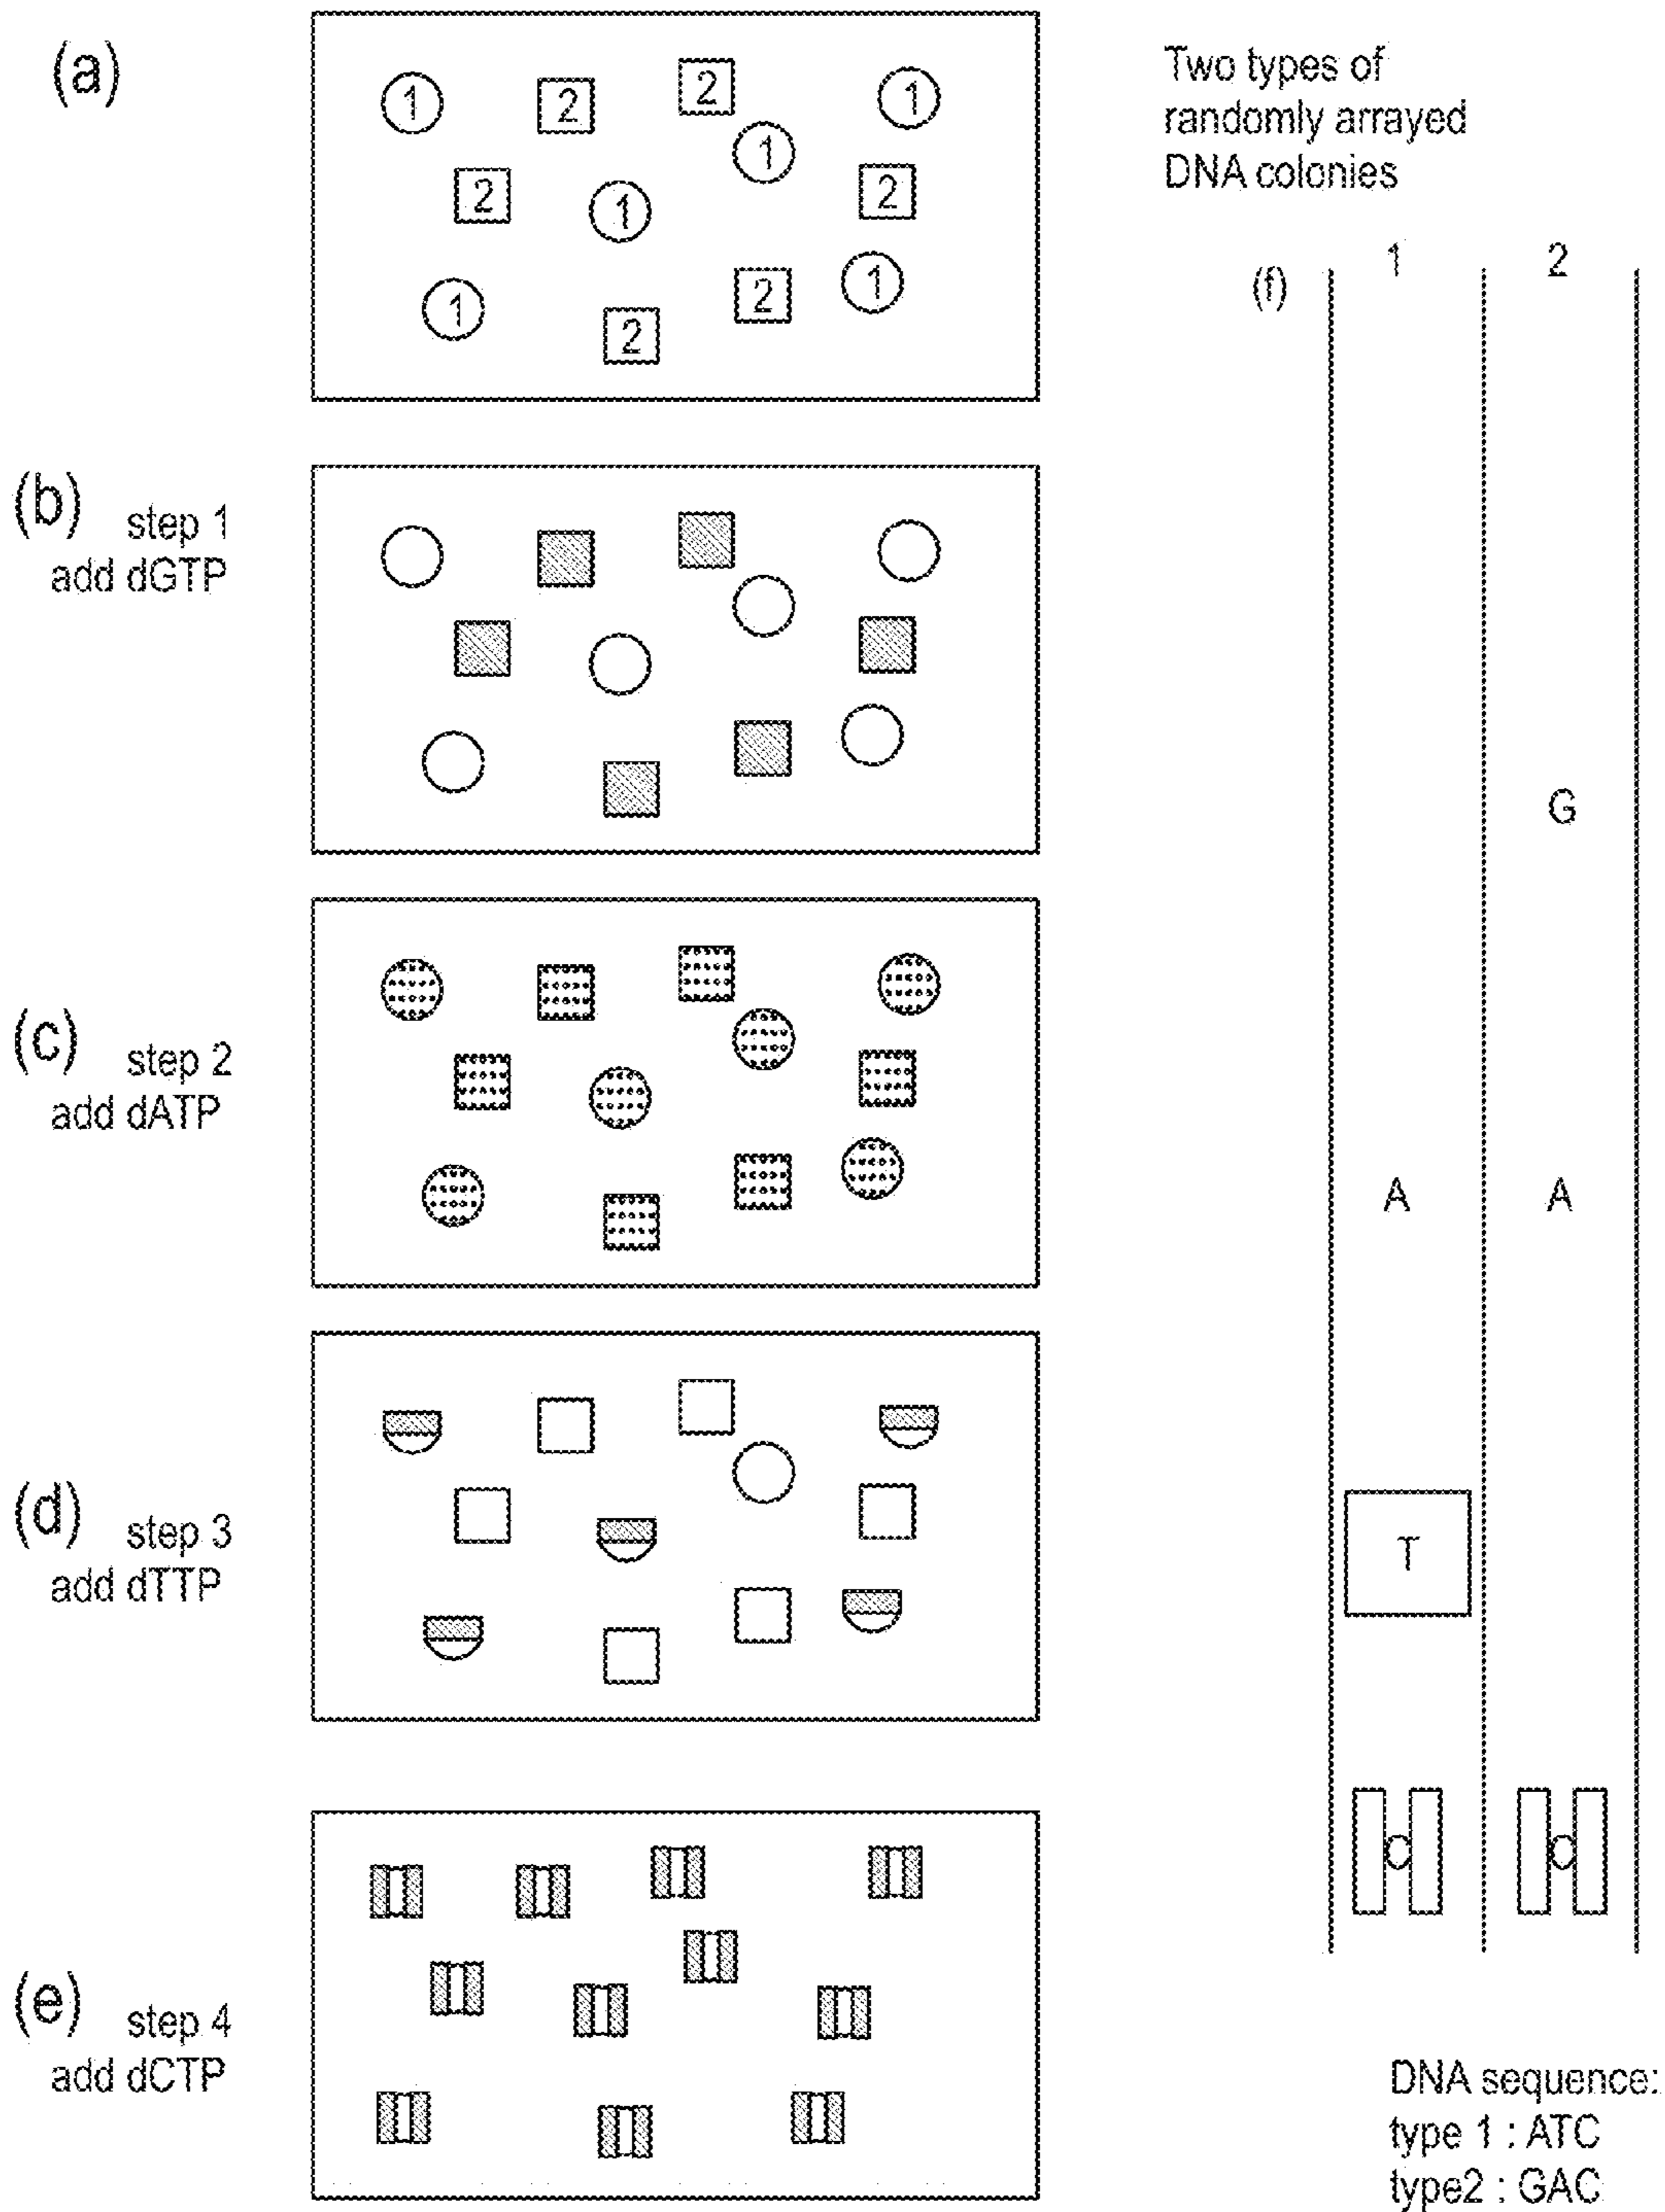 (a)
Two types of
randomly arrayed
DNA colonies
1
2
2
1
1
2
1
2
1
2
1
2
(f)
1
2
(b)
step 1
add dGTP
G
(c)
step 2
add dATP
A
A
(d)
step 3
add dTTP
T
(e)
step 4
add dCTP
C
C
DNA sequence:
type 1 : ATC
type2 : GAC